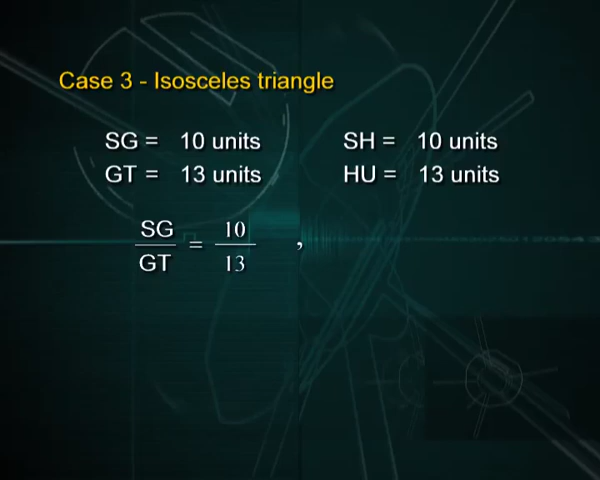 Case 3 - Isosceles triangle
SG = 10 units SH = 10 units
GT = 13 units HU = 13 units
SG/GT = 10/13 ,